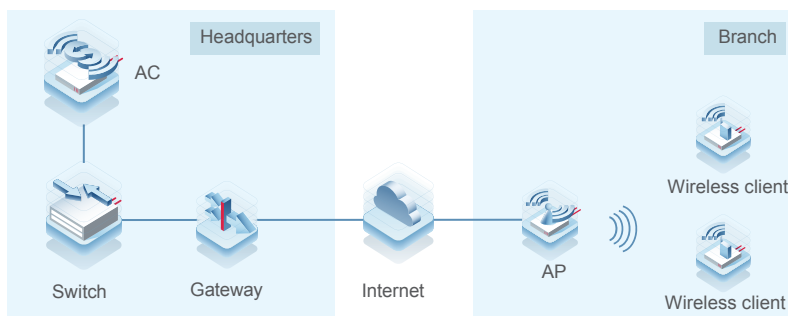 Headquarters
Branch
AC
Wireless client
Switch
Gateway
Internet
AP
Wireless client